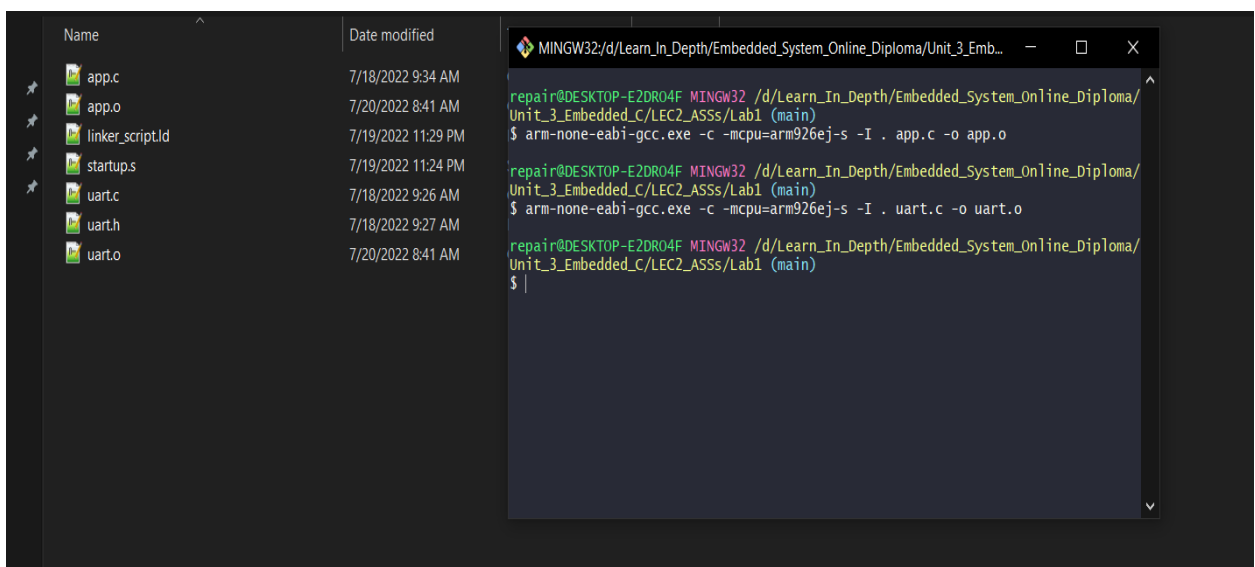 Name Date modified
app.c 7/18/2022 9:34 AM
app.o 7/20/2022 8:41 AM
linker_script.ld 7/19/2022 11:29 PM
startup.s 7/19/2022 11:24 PM
uart.c 7/18/2022 9:26 AM
uart.h 7/18/2022 9:27 AM
uart.o 7/20/2022 8:41 AM
MINGW32:/d/Learn_In_Depth/Embedded_System_Online_Diploma/Unit_3_Emb...
repair@DESKTOP-E2DRO4F MINGW32 /d/Learn_In_Depth/Embedded_System_Online_Diploma/
Unit_3_Embedded_C/LEC2_ASSs/Lab1 (main)
$ arm-none-eabi-gcc.exe -c -mcpu=arm926ej-s -I . app.c -o app.o
repair@DESKTOP-E2DRO4F MINGW32 /d/Learn_In_Depth/Embedded_System_Online_Diploma/
Unit_3_Embedded_C/LEC2_ASSs/Lab1 (main)
$ arm-none-eabi-gcc.exe -c -mcpu=arm926ej-s -I . uart.c -o uart.o
repair@DESKTOP-E2DRO4F MINGW32 /d/Learn_In_Depth/Embedded_System_Online_Diploma/
Unit_3_Embedded_C/LEC2_ASSs/Lab1 (main)
$